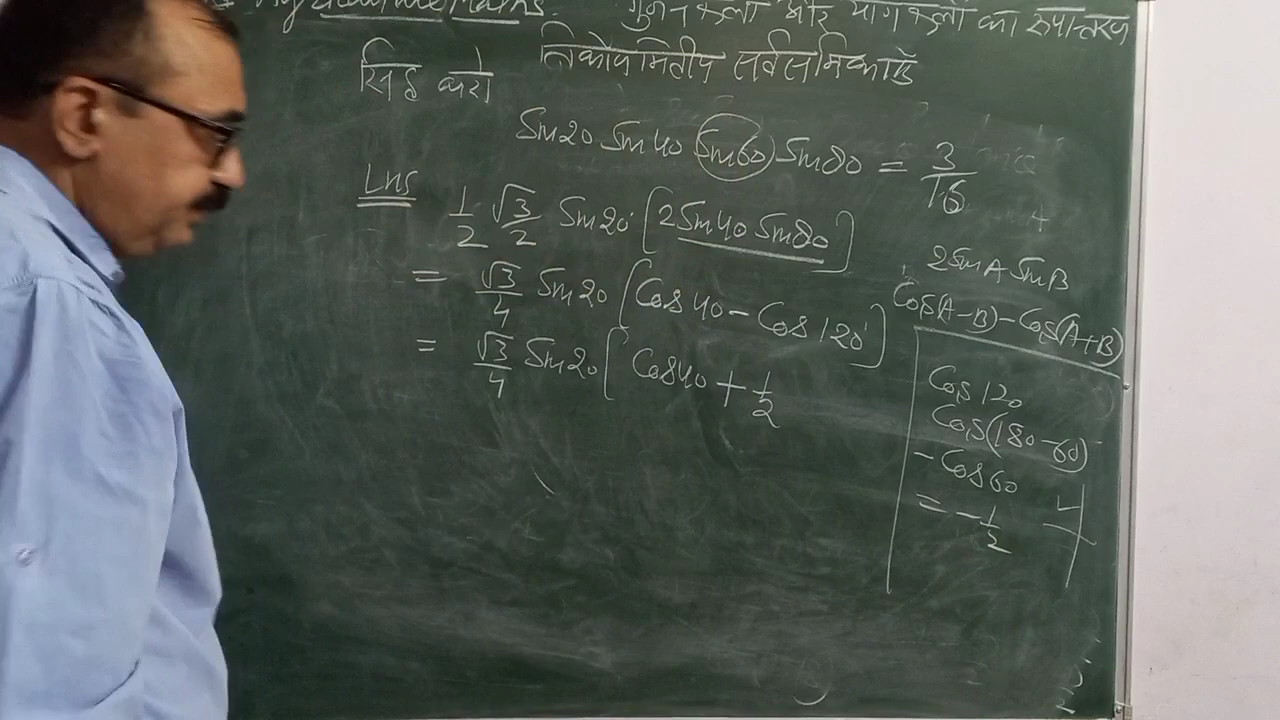 Maths. गुणनफलों और योगफलों का रूपान्तरण
त्रिकोणमितीय सर्वसमिकाऐं
सिद्ध करो
Sin20 Sin40 Sin60 Sin80 = 3/16
LHS
1/2 √3/2 Sin20 [2Sin40 Sin80]
= √3/4 Sin20 [Cos40 - Cos120]
= √3/4 Sin20 [Cos40 + 1/2
2SinA SinB
Cos(A-B) - Cos(A+B)
Cos120
Cos(180-60)
-Cos60
= -1/2